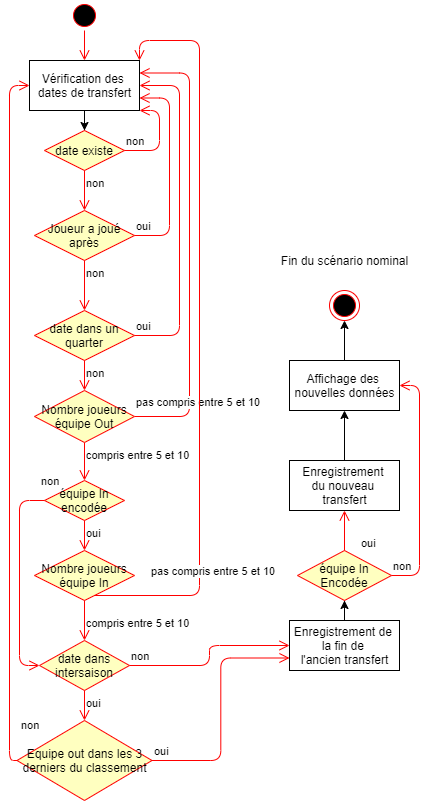 Vérification des
dates de transfert
date existe
non
non
Joueur a joué
après
oui
non
date dans un
quarter
oui
non
Nombre joueurs
équipe Out
pas compris entre 5 et 10
compris entre 5 et 10
non
équipe In
encodée
oui
Nombre joueurs
équipe In
pas compris entre 5 et 10
compris entre 5 et 10
date dans
intersaison
non
oui
non
Equipe out dans les 3
derniers du classement
oui
Fin du scénario nominal
Affichage des
nouvelles données
Enregistrement
du nouveau
transfert
oui
équipe In
Encodée
non
Enregistrement de
la fin de
l'ancien transfert